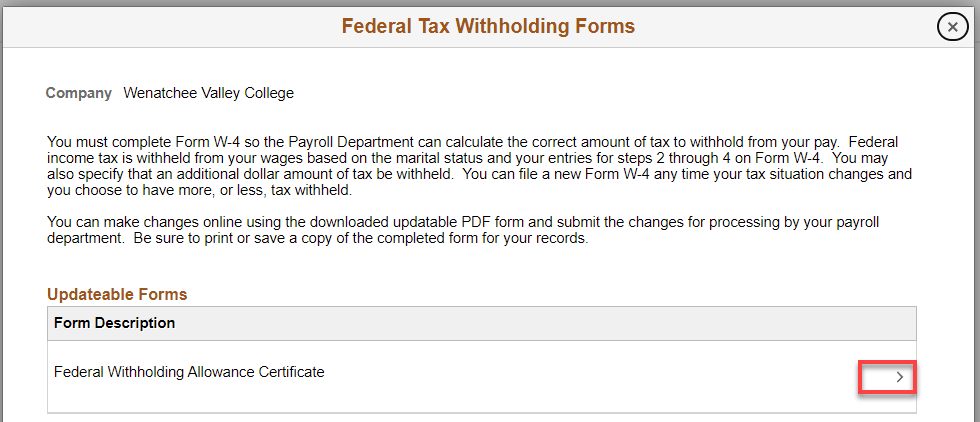 Federal Tax Withholding Forms
Company Wenatchee Valley College
You must complete Form W-4 so the Payroll Department can calculate the correct amount of tax to withhold from your pay.  Federal
income tax is withheld from your wages based on the marital status and your entries for steps 2 through 4 on Form W-4.  You may
also specify that an additional dollar amount of tax be withheld.  You can file a new Form W-4 any time your tax situation changes and
you choose to have more, or less, tax withheld.
You can make changes online using the downloaded updatable PDF form and submit the changes for processing by your payroll
department.  Be sure to print or save a copy of the completed form for your records.
Updateable Forms
Form Description
Federal Withholding Allowance Certificate